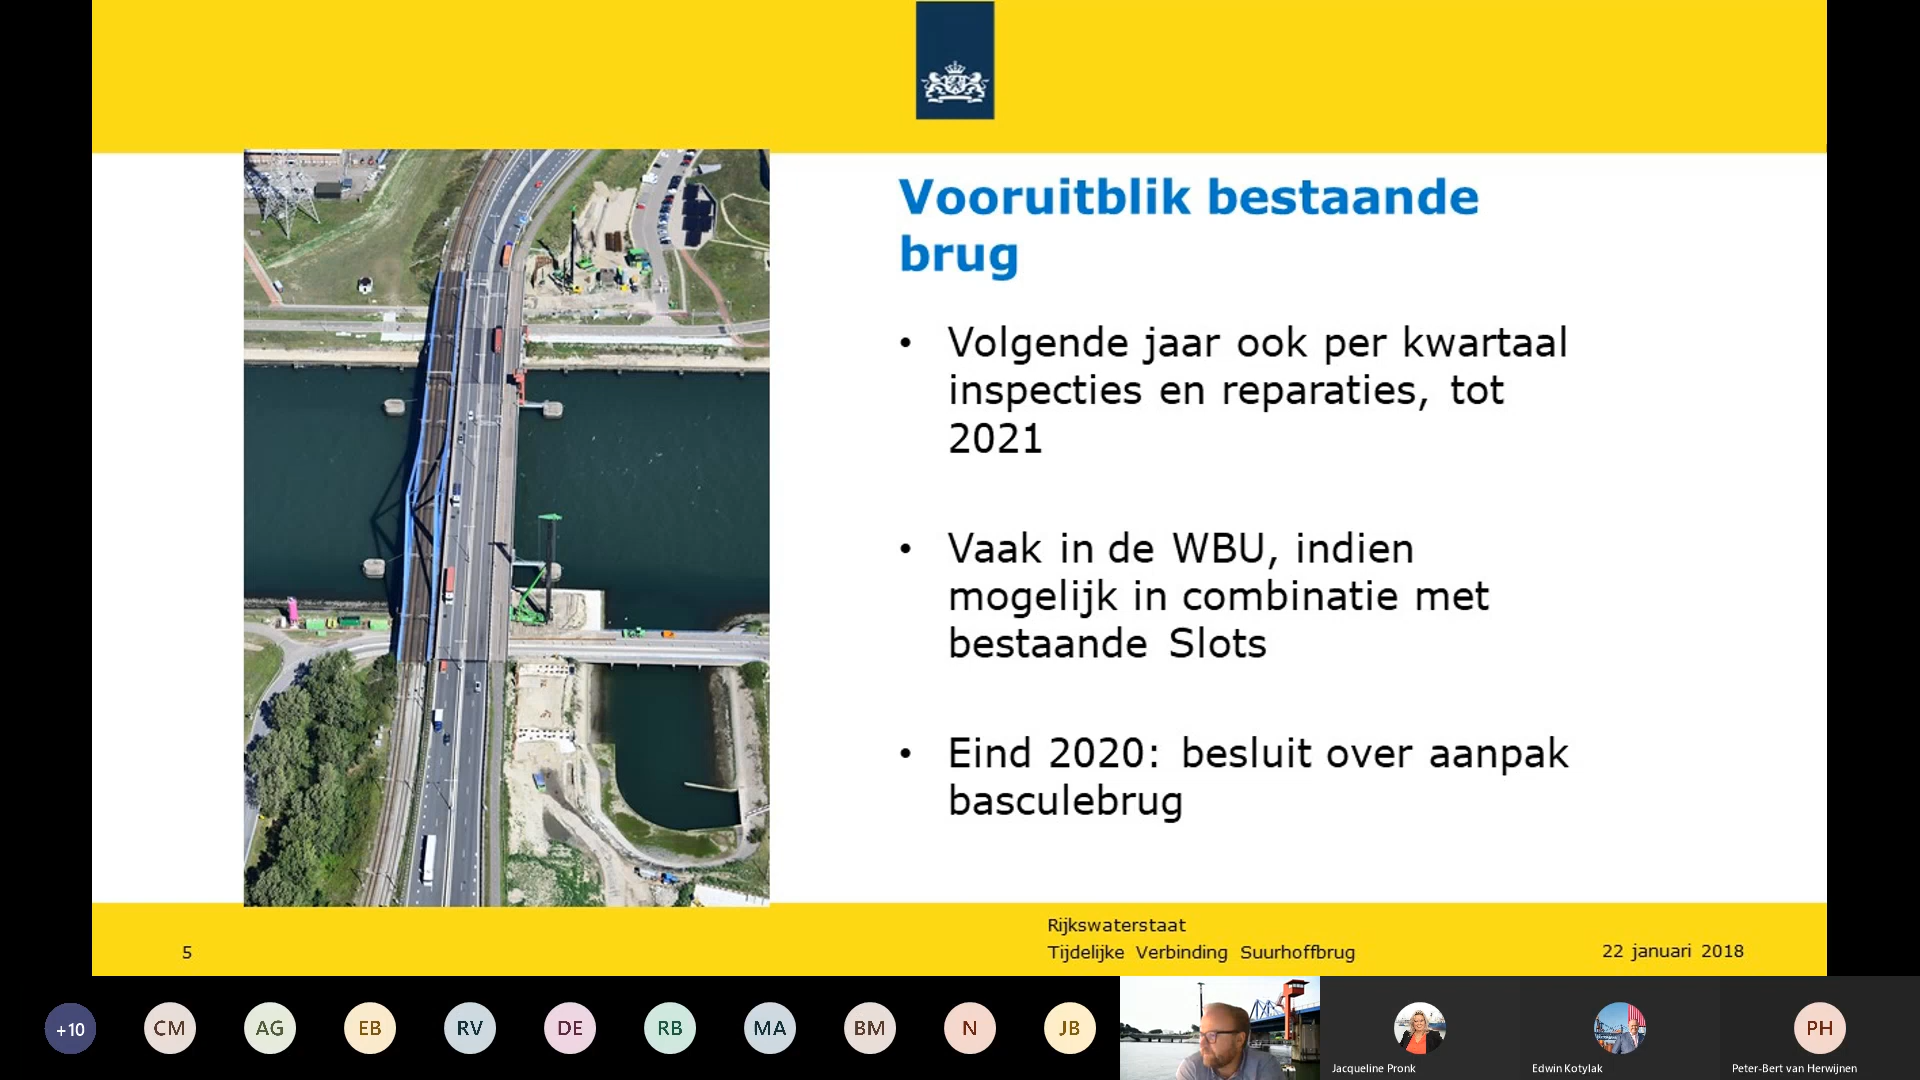 Vooruitblik bestaande
brug
• Volgende jaar ook per kwartaal
inspecties en reparaties, tot
2021
• Vaak in de WBU, indien
mogelijk in combinatie met
bestaande Slots
• Eind 2020: besluit over aanpak
basculebrug
Rijkswaterstaat
5 Tijdelijke Verbinding Suurhoffbrug 22 januari 2018
+10 CM AG EB RV DE RB MA BM N JB PH
Jacqueline Pronk Edwin Kotylak Peter-Bert van Herwijnen